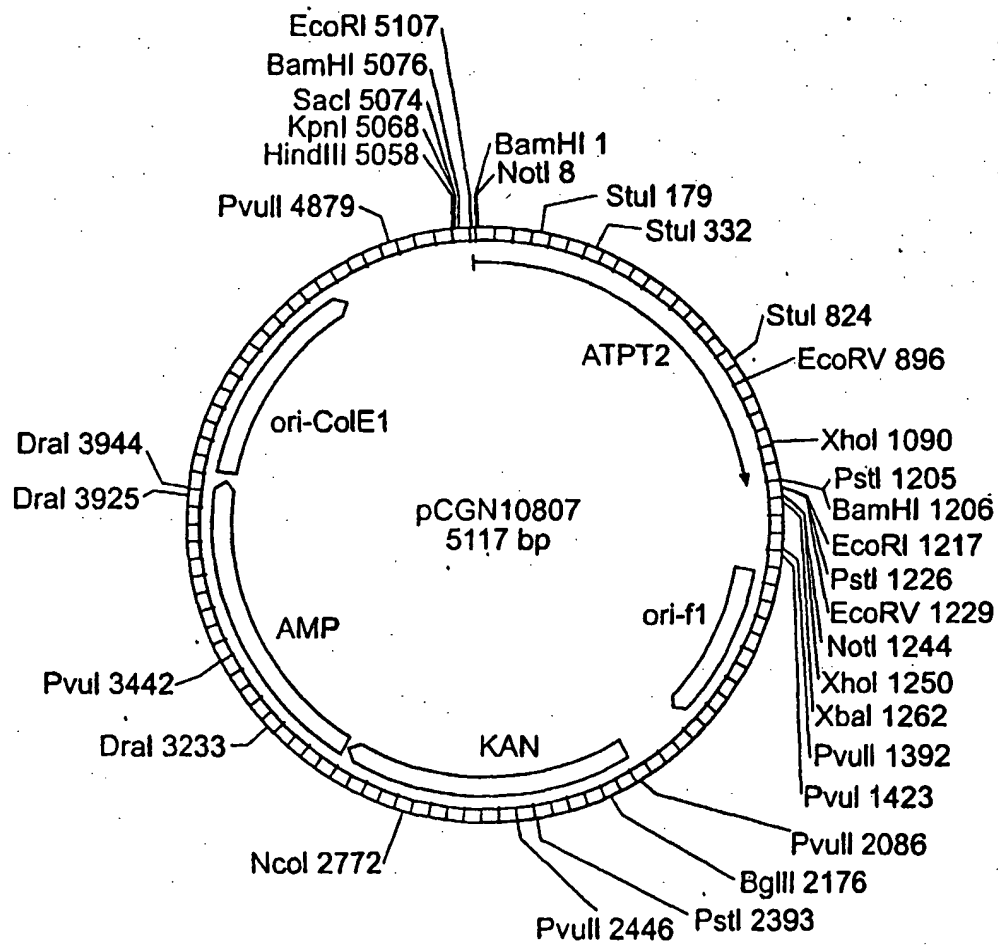 EcoRI 5107
BamHI 5076
SacI 5074
KpnI 5068
HindIII 5058
PvuII 4879
BamHI 1
NotI 8
StuI 179
StuI 332
StuI 824
EcoRV 896
XhoI 1090
PstI 1205
BamHI 1206
EcoRI 1217
PstI 1226
EcoRV 1229
NotI 1244
XhoI 1250
XbaI 1262
PvuII 1392
PvuI 1423
PvuII 2086
BglII 2176
PstI 2393
PvuII 2446
NcoI 2772
DraI 3233
PvuI 3442
DraI 3925
DraI 3944
ATPT2
ori-ColE1
pCGN10807
5117 bp
ori-f1
AMP
KAN